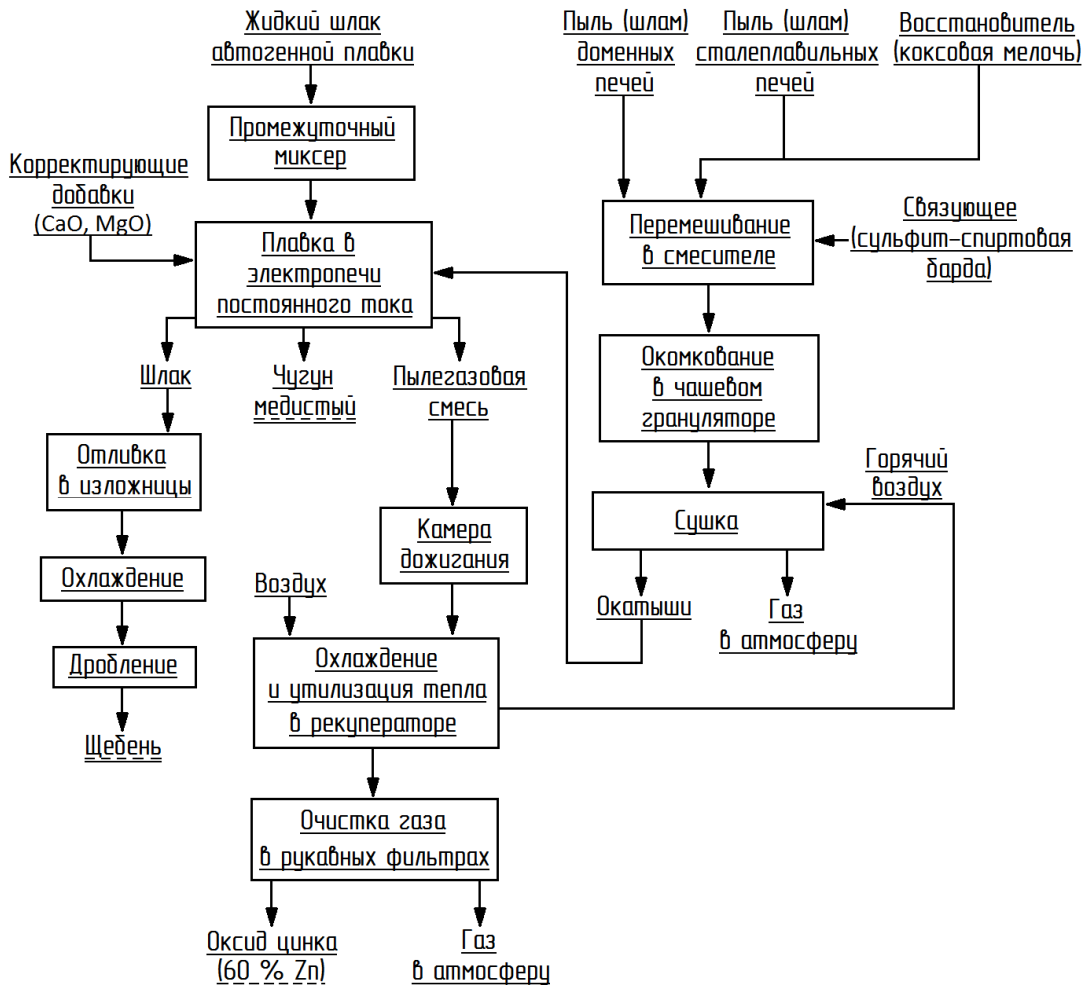 Жидкий шлак
автогенной плавки
Пыль (шлам)
доменных
печей
Пыль (шлам)
сталеплавильных
печей
Восстановитель
(коксовая мелочь)
Промежуточный
миксер
Корректирующие
добавки
(CaO, MgO)
Плавка в
электропечи
постоянного тока
Перемешивание
в смесителе
Связующее
(сульфит-спиртовая
барда)
Окомкование
в чашевом
грануляторе
Шлак
Чугун
медистый
Пылегазовая
смесь
Отливка
в изложницы
Горячий
воздух
Сушка
Камера
дожигания
Охлаждение
Воздух
Окатыши
Газ
в атмосферу
Дробление
Охлаждение
и утилизация тепла
в рекуператоре
Щебень
Очистка газа
в рукавных фильтрах
Оксид цинка
(60 % Zn)
Газ
в атмосферу